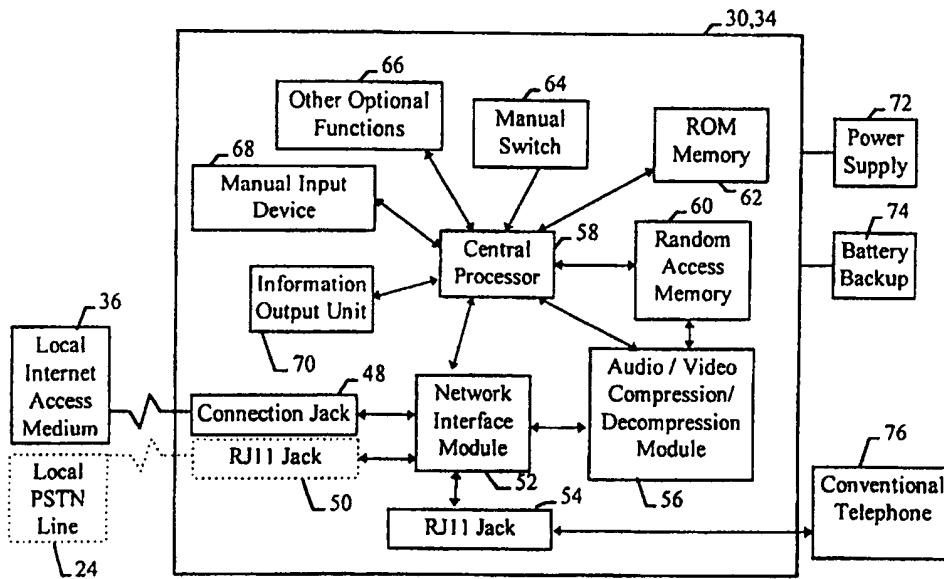 30,34
66
Other Optional
Functions
64
Manual
Switch
ROM
Memory
62
72
Power
Supply
68
Manual Input
Device
60
Random
Access
Memory
58
Central
Processor
74
Battery
Backup
Information
Output Unit
70
36
Local
Internet
Access
Medium
48
Connection Jack
Network
Interface
Module
52
Audio / Video
Compression/
Decompression
Module
56
RJ11 Jack
50
Local
PSTN
Line
24
54
RJ11 Jack
76
Conventional
Telephone